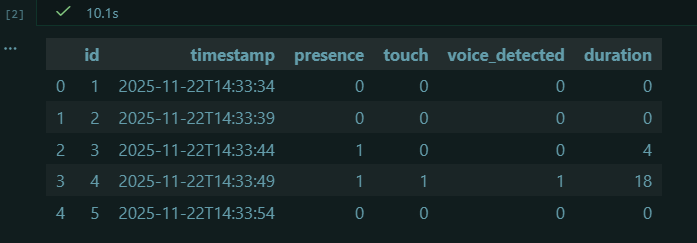 [2] ✓ 10.1s
...
id timestamp presence touch voice_detected duration
0 1 2025-11-22T14:33:34 0 0 0 0
1 2 2025-11-22T14:33:39 0 0 0 0
2 3 2025-11-22T14:33:44 1 0 0 4
3 4 2025-11-22T14:33:49 1 1 1 18
4 5 2025-11-22T14:33:54 0 0 0 0